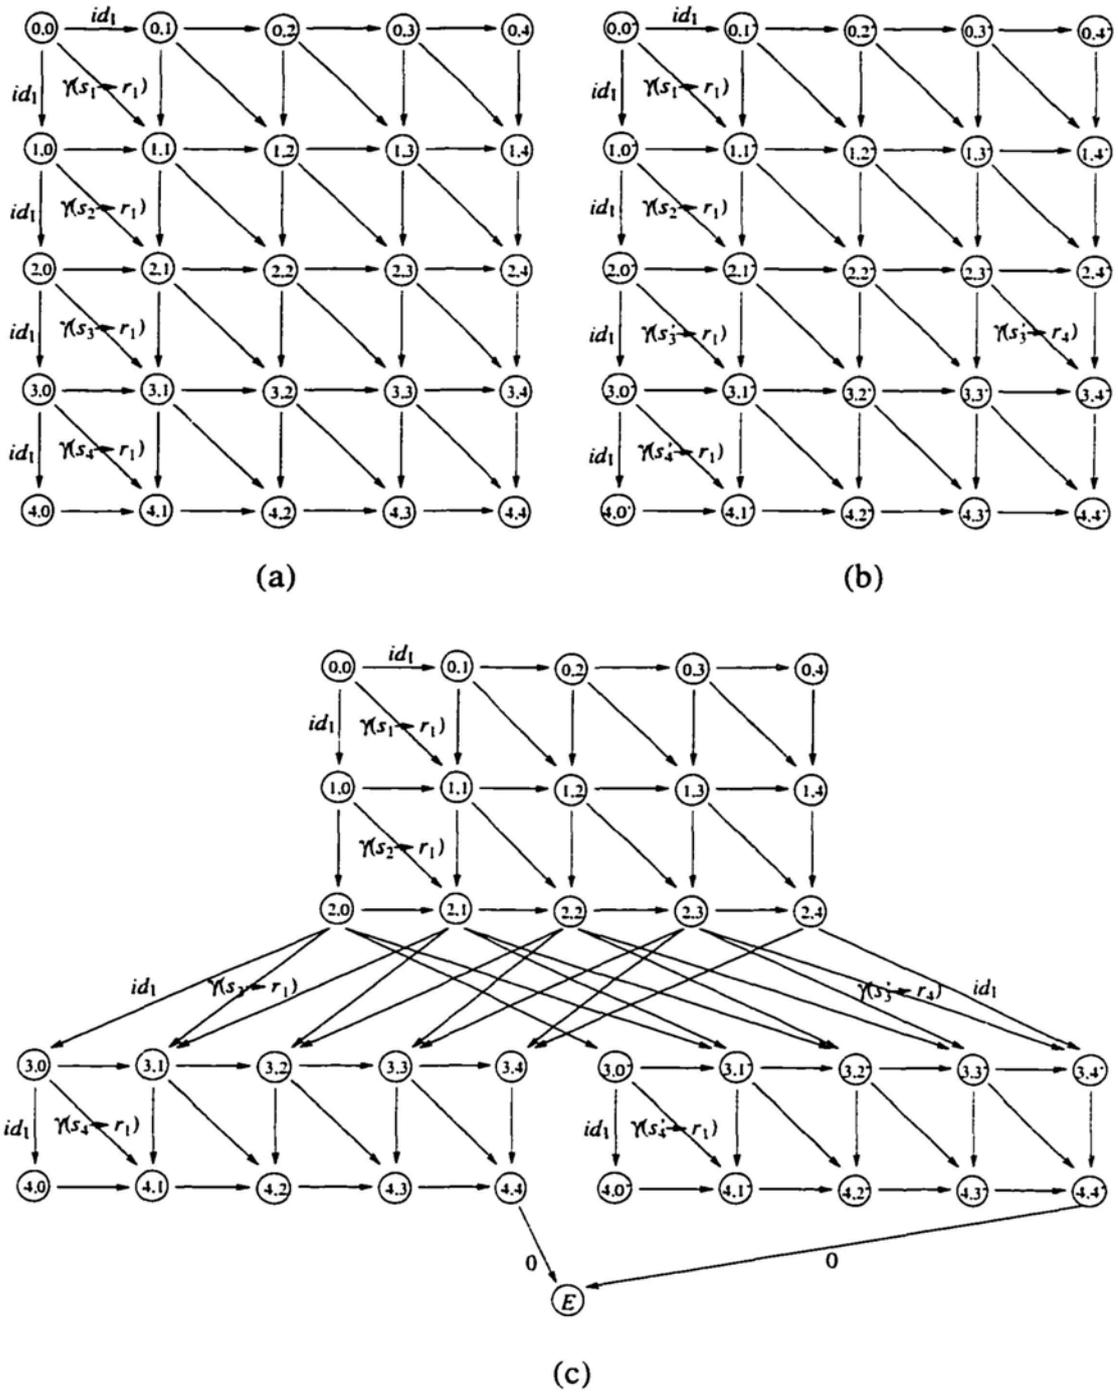 0,0 id₁ 0,1 0,2 0,3 0,4
id₁ γ(s₁→r₁)
1,0 1,1 1,2 1,3 1,4
id₁ γ(s₂→r₁)
2,0 2,1 2,2 2,3 2,4
id₁ γ(s₃→r₁)
3,0 3,1 3,2 3,3 3,4
id₁ γ(s₄→r₁)
4,0 4,1 4,2 4,3 4,4
(a)
0,0' id₁ 0,1' 0,2' 0,3' 0,4'
id₁ γ(s₁→r₁)
1,0' 1,1' 1,2' 1,3' 1,4'
id₁ γ(s₂→r₁)
2,0' 2,1' 2,2' 2,3' 2,4'
id₁ γ(s₃'→r₁) γ(s₃'→r₄)
3,0' 3,1' 3,2' 3,3' 3,4'
id₁ γ(s₄'→r₁)
4,0' 4,1' 4,2' 4,3' 4,4'
(b)
0,0 id₁ 0,1 0,2 0,3 0,4
id₁ γ(s₁→r₁)
1,0 1,1 1,2 1,3 1,4
γ(s₂→r₁)
2,0 2,1 2,2 2,3 2,4
id₁ γ(s₃→r₁) γ(s₃'→r₄) id₁
3,0 3,1 3,2 3,3 3,4 3,0' 3,1' 3,2' 3,3' 3,4'
id₁ γ(s₄→r₁) id₁ γ(s₄'→r₁)
4,0 4,1 4,2 4,3 4,4 4,0' 4,1' 4,2' 4,3' 4,4'
0 0
E
(c)